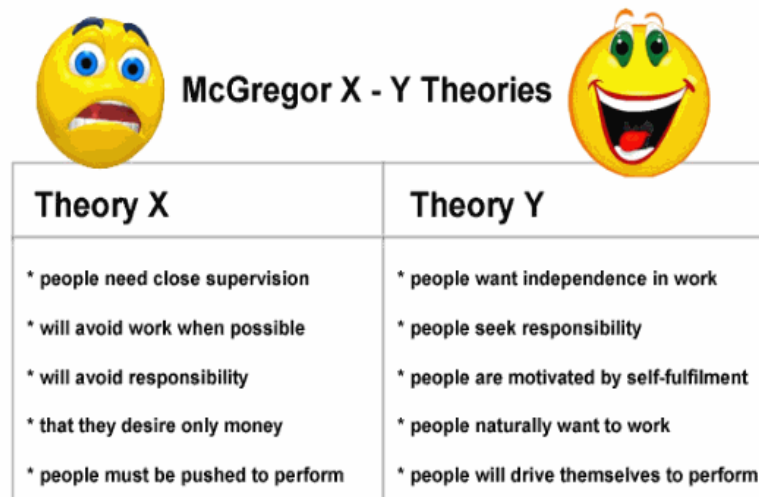 McGregor X - Y Theories
Theory X
Theory Y
* people need close supervision
* people want independence in work
* will avoid work when possible
* people seek responsibility
* will avoid responsibility
* people are motivated by self-fulfilment
* that they desire only money
* people naturally want to work
* people must be pushed to perform
* people will drive themselves to perform